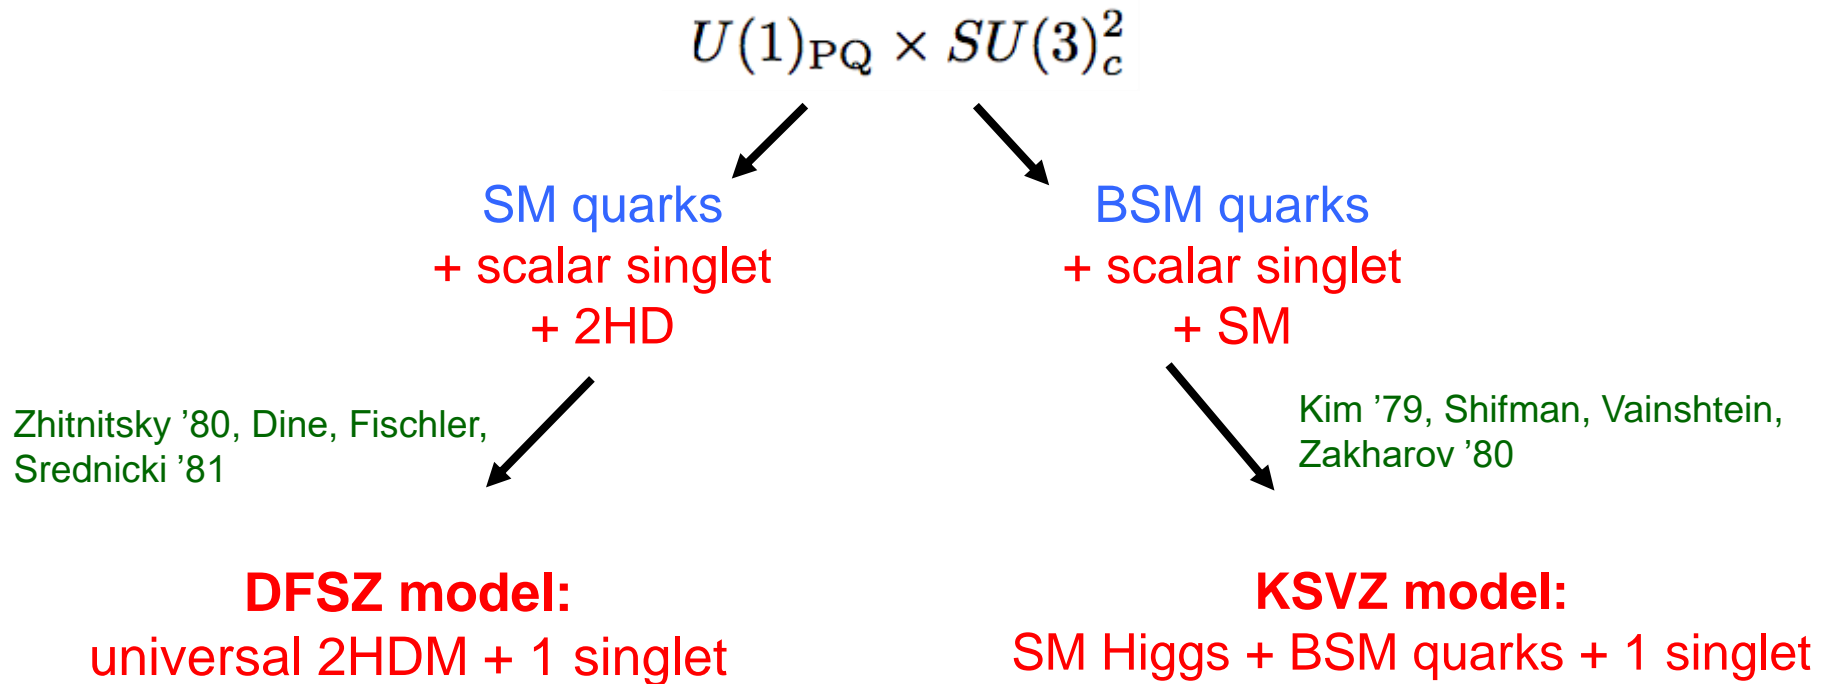 U(1)_PQ × SU(3)_c^2
SM quarks
+ scalar singlet
+ 2HD
BSM quarks
+ scalar singlet
+ SM
Zhitnitsky ’80, Dine, Fischler,
Srednicki ’81
Kim ’79, Shifman, Vainshtein,
Zakharov ’80
DFSZ model:
universal 2HDM + 1 singlet
KSVZ model:
SM Higgs + BSM quarks + 1 singlet